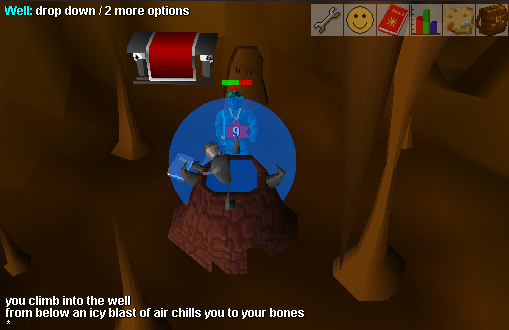 Well: drop down / 2 more options
9
you climb into the well
from below an icy blast of air chills you to your bones
*